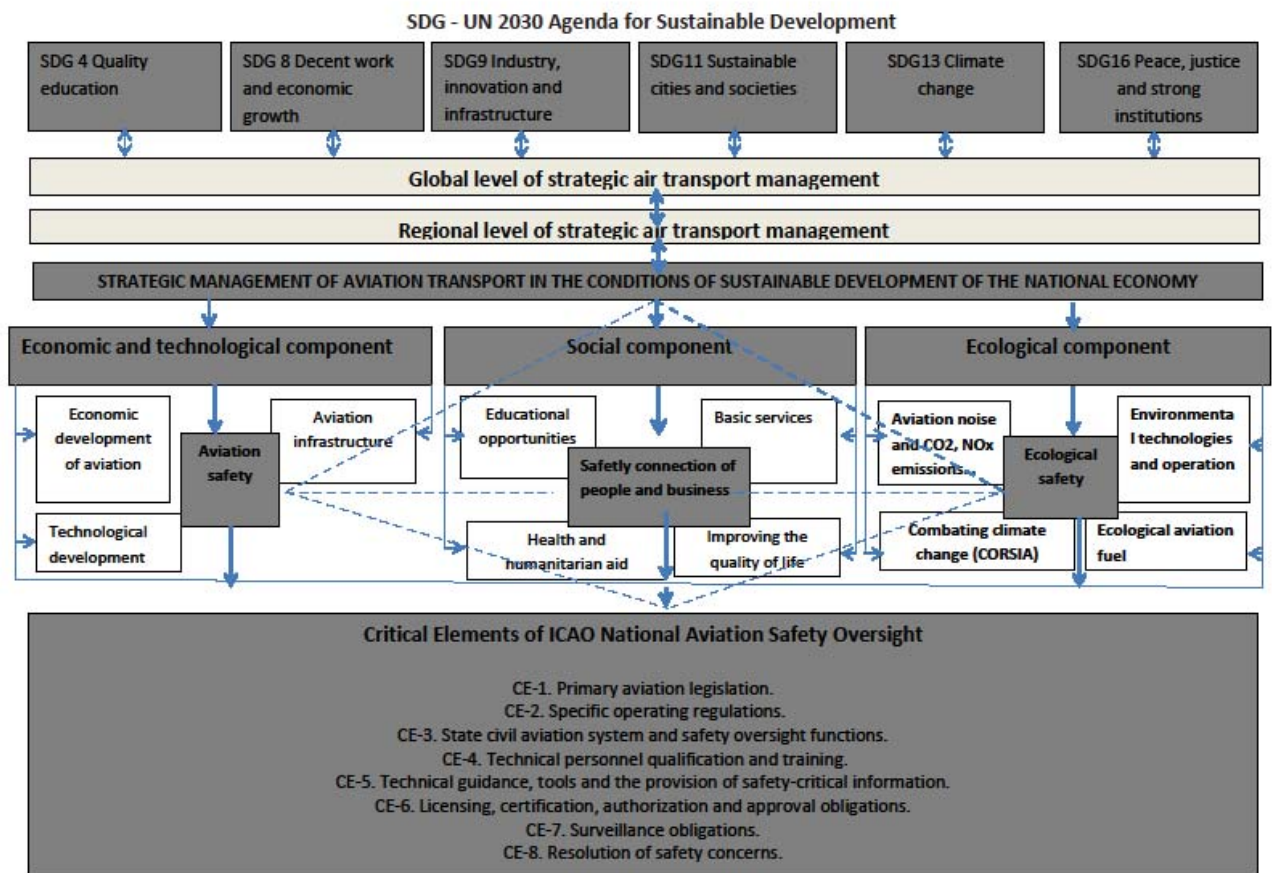 SDG - UN 2030 Agenda for Sustainable Development
SDG 4 Quality
education
SDG 8 Decent work
and economic
growth
SDG9 Industry,
innovation and
infrastructure
SDG11 Sustainable
cities and societies
SDG13 Climate
change
SDG16 Peace, justice
and strong
institutions
Global level of strategic air transport management
Regional level of strategic air transport management
STRATEGIC MANAGEMENT OF AVIATION TRANSPORT IN THE CONDITIONS OF SUSTAINABLE DEVELOPMENT OF THE NATIONAL ECONOMY
Economic and technological component
Economic
development
of aviation
Aviation
infrastructure
Aviation
safety
Technological
development
Social component
Educational
opportunities
Basic services
Safetly connection of
people and business
Health and
humanitarian aid
Improving the
quality of life
Ecological component
Aviation noise
and CO2, NOx
emissions.
Environmenta
l technologies
and operation
Ecological
safety
Combating climate
change (CORSIA)
Ecological aviation
fuel
Critical Elements of ICAO National Aviation Safety Oversight
CE-1. Primary aviation legislation.
CE-2. Specific operating regulations.
CE-3. State civil aviation system and safety oversight functions.
CE-4. Technical personnel qualification and training.
CE-5. Technical guidance, tools and the provision of safety-critical information.
CE-6. Licensing, certification, authorization and approval obligations.
CE-7. Surveillance obligations.
CE-8. Resolution of safety concerns.